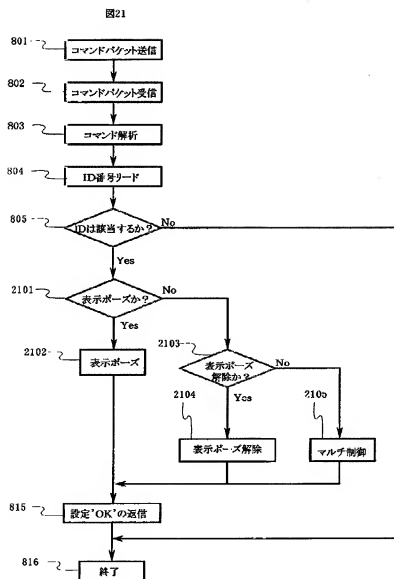 図21
801
コマンドパケット送信
802
コマンドパケット受信
803
コマンド解析
804
ID番号リード
805
IDは該当するか？
No
Yes
2101
表示ポーズか？
No
Yes
2102
表示ポーズ
2103
表示ポーズ
解除か？
No
Yes
2104
表示ポーズ解除
2105
マルチ制御
815
設定'OK'の返信
816
終了